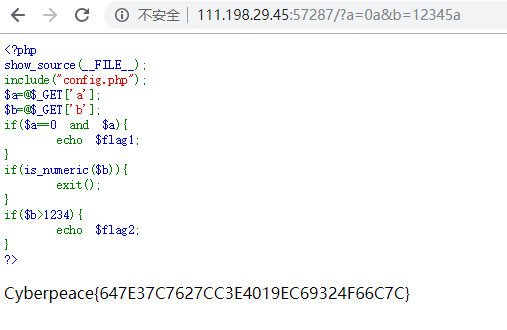 不安全 | 111.198.29.45:57287/?a=0a&b=12345a
<?php
show_source(__FILE__);
include("config.php");
$a=@$_GET['a'];
$b=@$_GET['b'];
if($a==0 and $a){
echo $flag1;
}
if(is_numeric($b)){
exit();
}
if($b>1234){
echo $flag2;
}
?>
Cyberpeace{647E37C7627CC3E4019EC69324F66C7C}